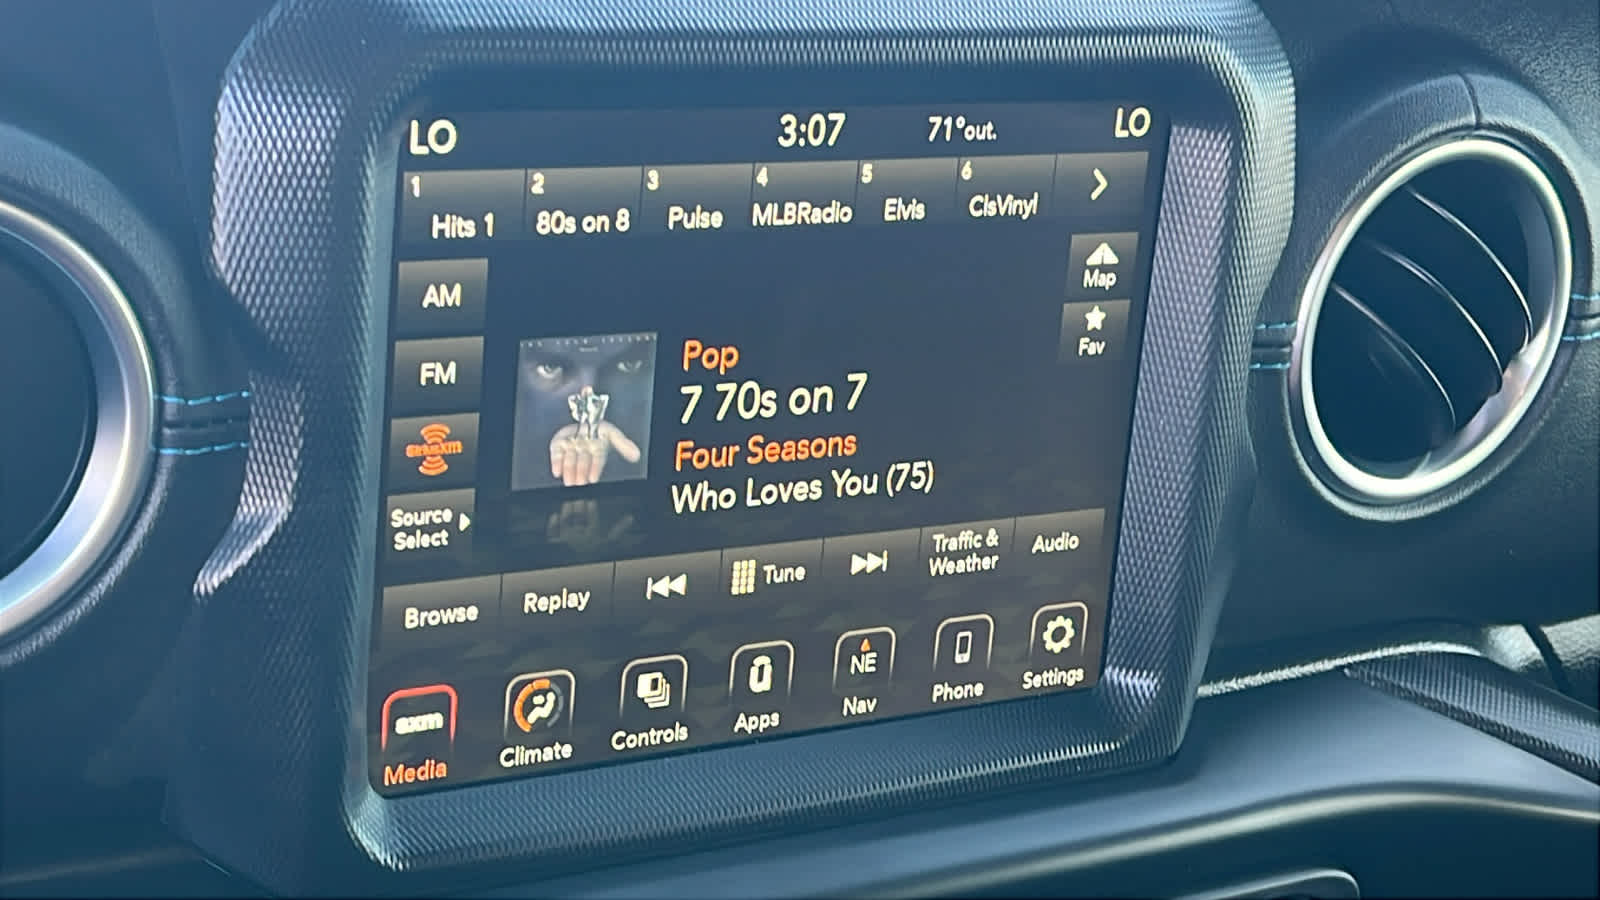 LO 3:07 71°out. LO
1 2 3 4 5 6
Hits 1 80s on 8 Pulse MLBRadio Elvis ClsVinyl
AM
FM
SiriusXM
Source
Select
Map
Fav
Pop
7 70s on 7
Four Seasons
Who Loves You (75)
Browse Replay Tune Traffic & Audio
Weather
sxm NE
Media Climate Controls Apps Nav Phone Settings